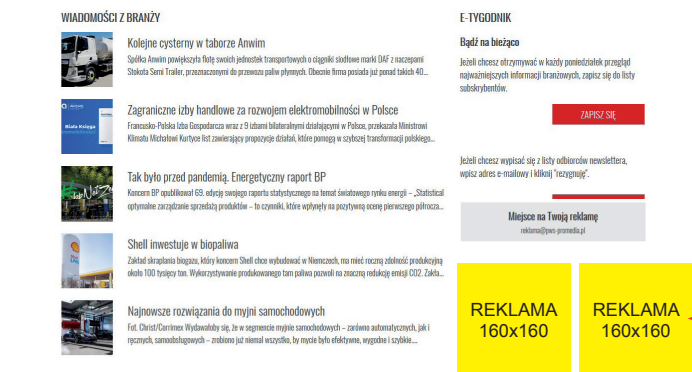 WIADOMOŚCI Z BRANŻY
Kolejne cysterny w taborze Anwim
Spółka Anwim powiększyła flotę swoich jednostek transportowych o ciągniki siodłowe marki DAF z naczepami
Stokota Semi Trailer, przeznaczonymi do przewozu paliw płynnych. Obecnie firma posiada już ponad takich 40...
Biała Księga
Zagraniczne izby handlowe za rozwojem elektromobilności w Polsce
Francusko-Polska Izba Gospodarcza wraz z 9 izbami bilateralnymi działającymi w Polsce, przekazała Ministrowi
Klimatu Michałowi Kurtyce list zawierający propozycje działań, które pomogą w szybszej transformacji polskiego...
Tak było przed pandemią. Energetyczny raport BP
Koncern BP opublikował 69. edycję swojego raportu statystycznego na temat światowego rynku energii – „Statistical
optymalne zarządzanie sprzedażą produktów – to czynniki, które wpłynęły na pozytywną ocenę pierwszego półrocza...
Shell inwestuje w biopaliwa
Zakład skraplania biogazu, który koncern Shell chce wybudować w Niemczech, ma mieć roczną zdolność produkcyjną
około 100 tysięcy ton. Wykorzystywanie produkowanego tam paliwa pozwoli na znaczną redukcję emisji CO2. Zakła...
Najnowsze rozwiązania do myjni samochodowych
Fot. Christ/Corrimex Wydawałoby się, że w segmencie myjnie samochodowych – zarówno automatycznych, jak i
ręcznych, samoobsługowych – zrobiono już niemal wszystko, by mycie było efektywne, wygodne i szybkie....
E-TYGODNIK
Bądź na bieżąco
Jeżeli chcesz otrzymywać w każdy poniedziałek przegląd
najważniejszych informacji branżowych, zapisz się do listy
subskrybentów.
ZAPISZ SIĘ
Jeżeli chcesz wypisać się z listy odbiorców newslettera,
wpisz adres e-mailowy i kliknij "rezygnuję".
Miejsce na Twoją reklamę
reklama@pws-promedia.pl
REKLAMA
160x160
REKLAMA
160x160